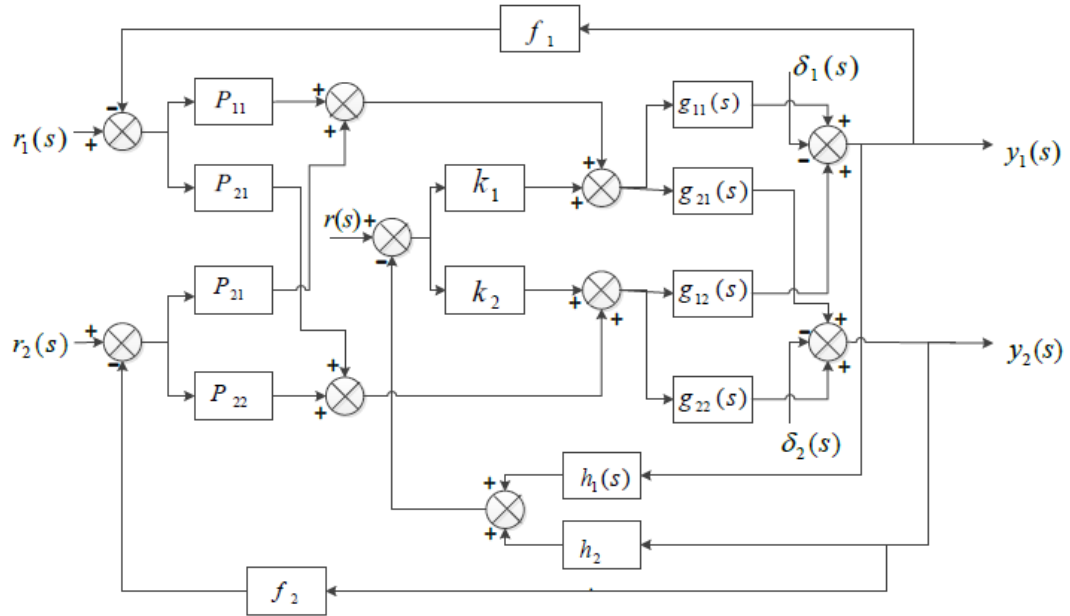 f₁
δ₁(s)
P₁₁
g₁₁(s)
r₁(s)
y₁(s)
P₂₁
k₁
g₂₁(s)
r(s)
P₂₁
k₂
g₁₂(s)
r₂(s)
y₂(s)
P₂₂
g₂₂(s)
δ₂(s)
h₁(s)
h₂
f₂